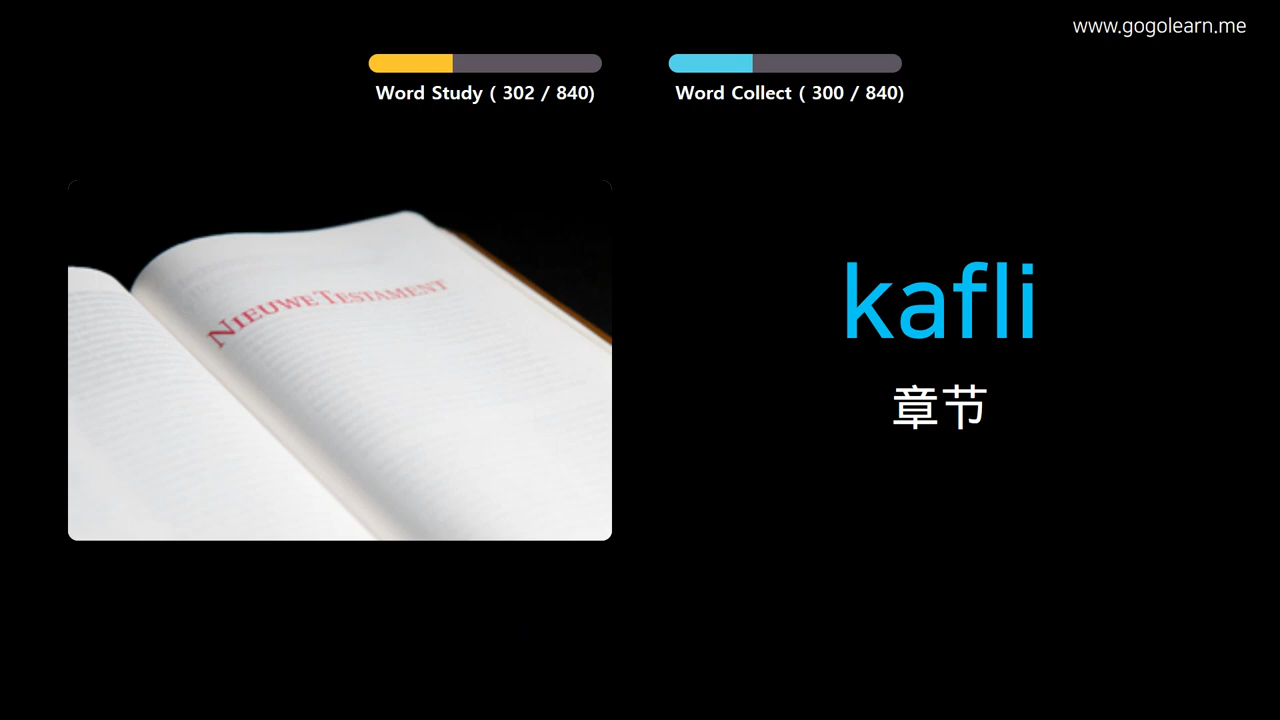 www.gogolearn.me
Word Study ( 302 / 840)
Word Collect ( 300 / 840)
NIEUWE TESTAMENT
kafli
章节